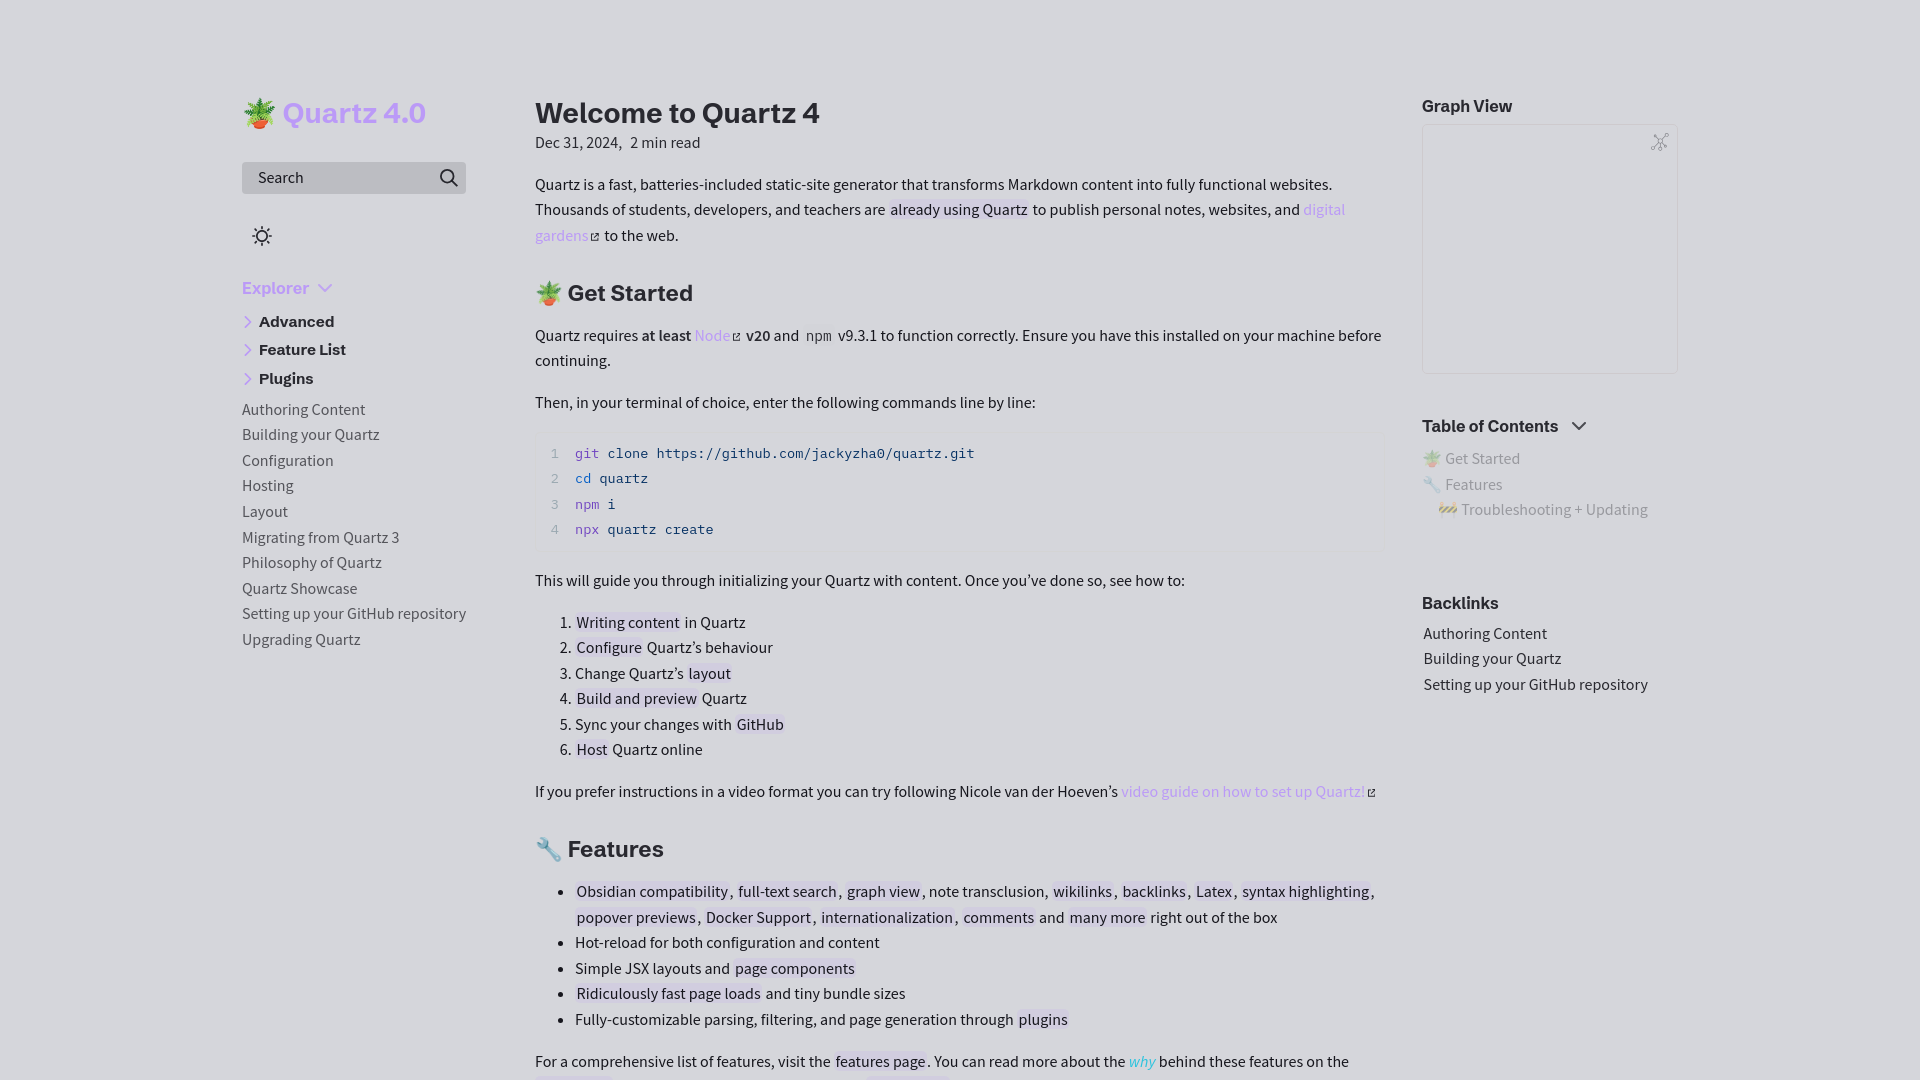 🪴 Quartz 4.0
Search
Explorer
Advanced
Feature List
Plugins
Authoring Content
Building your Quartz
Configuration
Hosting
Layout
Migrating from Quartz 3
Philosophy of Quartz
Quartz Showcase
Setting up your GitHub repository
Upgrading Quartz
Welcome to Quartz 4
Dec 31, 2024, 2 min read
Quartz is a fast, batteries-included static-site generator that transforms Markdown content into fully functional websites.
Thousands of students, developers, and teachers are already using Quartz to publish personal notes, websites, and digital
gardens to the web.
🪴 Get Started
Quartz requires at least Node v20 and npm v9.3.1 to function correctly. Ensure you have this installed on your machine before
continuing.
Then, in your terminal of choice, enter the following commands line by line:
1 git clone https://github.com/jackyzha0/quartz.git
2 cd quartz
3 npm i
4 npx quartz create
This will guide you through initializing your Quartz with content. Once you’ve done so, see how to:
1. Writing content in Quartz
2. Configure Quartz’s behaviour
3. Change Quartz’s layout
4. Build and preview Quartz
5. Sync your changes with GitHub
6. Host Quartz online
If you prefer instructions in a video format you can try following Nicole van der Hoeven’s video guide on how to set up Quartz!
🔧 Features
• Obsidian compatibility, full-text search, graph view, note transclusion, wikilinks, backlinks, Latex, syntax highlighting,
popover previews, Docker Support, internationalization, comments and many more right out of the box
• Hot-reload for both configuration and content
• Simple JSX layouts and page components
• Ridiculously fast page loads and tiny bundle sizes
• Fully-customizable parsing, filtering, and page generation through plugins
For a comprehensive list of features, visit the features page. You can read more about the why behind these features on the
Graph View
Table of Contents
🪴 Get Started
🔧 Features
🚧 Troubleshooting + Updating
Backlinks
Authoring Content
Building your Quartz
Setting up your GitHub repository